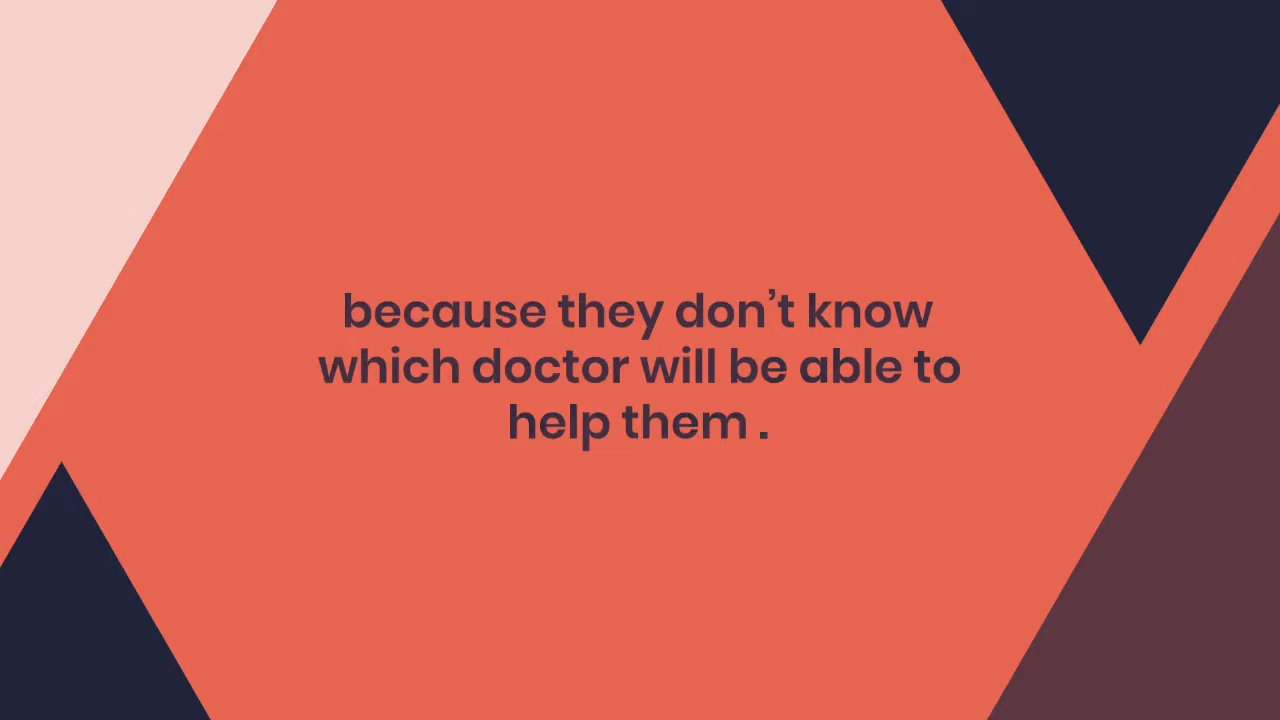 because they don’t know
which doctor will be able to
help them .